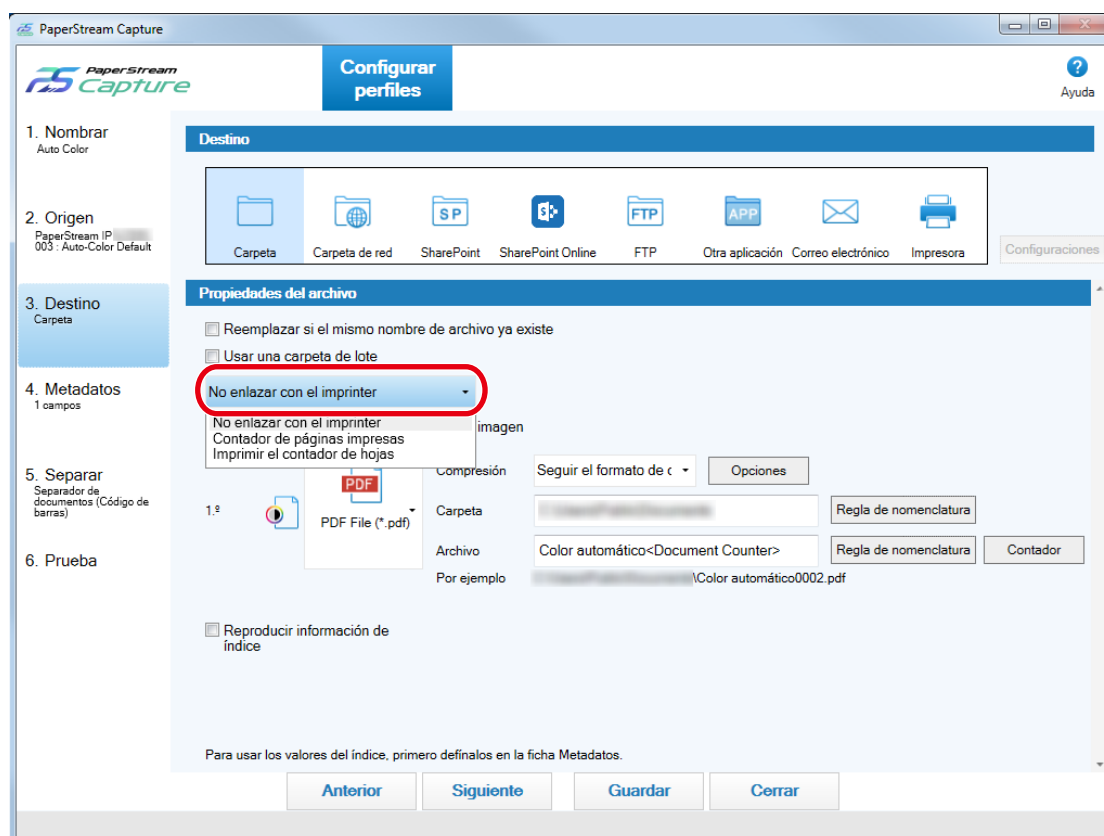 PaperStream Capture
PaperStream
Capture
Configurar
perfiles
?
Ayuda
1. Nombrar
Auto Color
2. Origen
PaperStream IP
003 : Auto-Color Default
3. Destino
Carpeta
4. Metadatos
1 campos
5. Separar
Separador de
documentos (Código de
barras)
6. Prueba
Destino
SP
S
FTP
APP
Carpeta
Carpeta de red
SharePoint
SharePoint Online
FTP
Otra aplicación
Correo electrónico
Impresora
Configuraciones
Propiedades del archivo
Reemplazar si el mismo nombre de archivo ya existe
Usar una carpeta de lote
No enlazar con el imprinter
No enlazar con el imprinter
Contador de páginas impresas
Imprimir el contador de hojas
imagen
1.º
PDF
PDF File (*.pdf)
Compresión
Seguir el formato de c
Opciones
Carpeta
Regla de nomenclatura
Archivo
Color automático<Document Counter>
Regla de nomenclatura
Contador
Por ejemplo
\Color automático0002.pdf
Reproducir información de
índice
Para usar los valores del índice, primero defínalos en la ficha Metadatos.
Anterior
Siguiente
Guardar
Cerrar